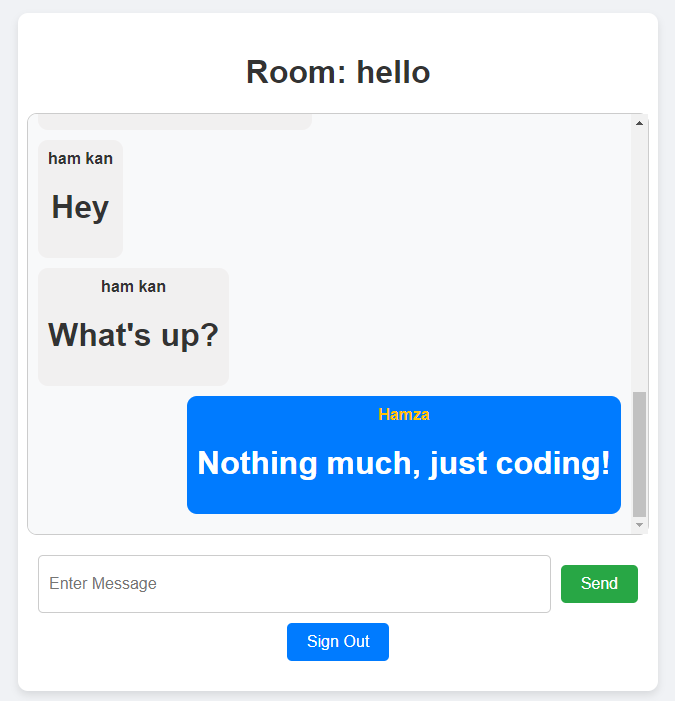 Room: hello
ham kan
Hey
ham kan
What's up?
Hamza
Nothing much, just coding!
Enter Message
Send
Sign Out